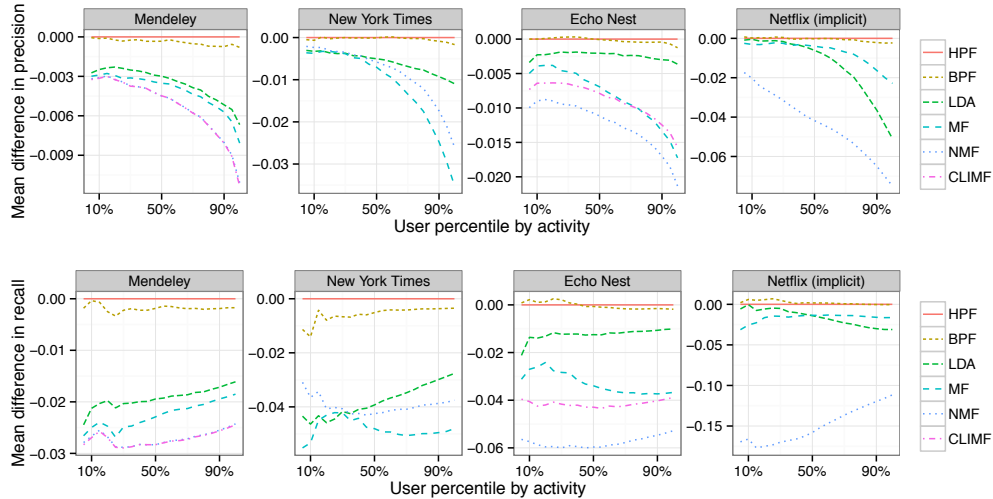 Mendeley
New York Times
Echo Nest
Netflix (implicit)
Mean difference in precision
0.000
−0.003
−0.006
−0.009
0.00
−0.01
−0.02
−0.03
0.000
−0.005
−0.010
−0.015
−0.020
0.00
−0.02
−0.04
−0.06
10% 50% 90%
10% 50% 90%
10% 50% 90%
10% 50% 90%
User percentile by activity
HPF
BPF
LDA
MF
NMF
CLIMF
Mendeley
New York Times
Echo Nest
Netflix (implicit)
Mean difference in recall
0.00
−0.01
−0.02
−0.03
0.00
−0.02
−0.04
0.00
−0.02
−0.04
−0.06
0.00
−0.05
−0.10
−0.15
10% 50% 90%
10% 50% 90%
10% 50% 90%
10% 50% 90%
User percentile by activity
HPF
BPF
LDA
MF
NMF
CLIMF